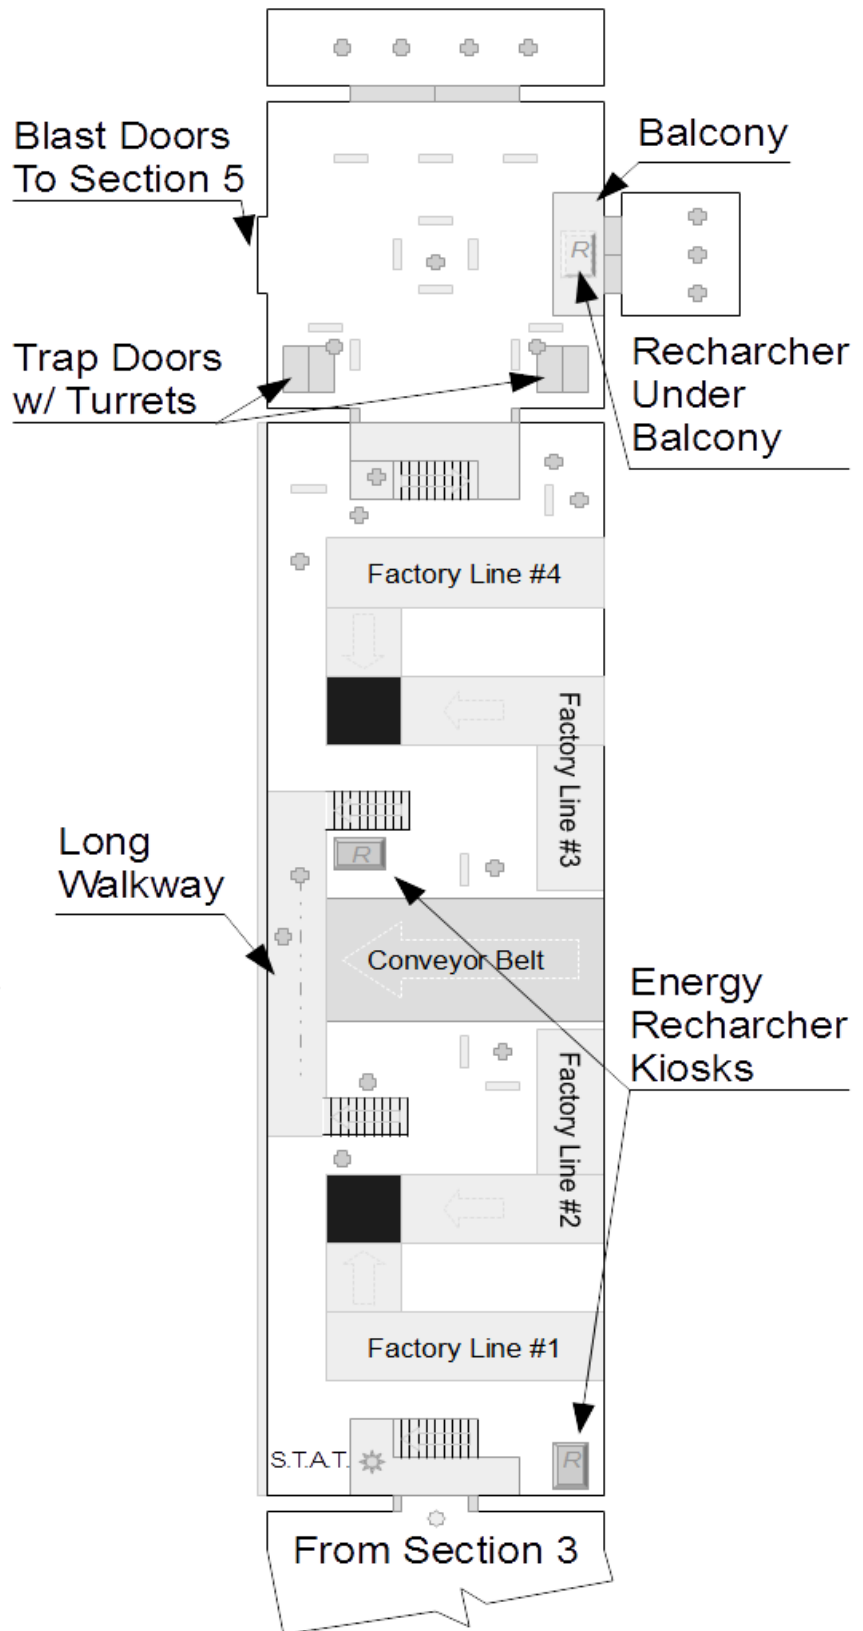 Blast Doors
To Section 5
Balcony
R
Trap Doors
w/ Turrets
Recharcher
Under
Balcony
Factory Line #4
Factory Line #3
Long
Walkway
R
Conveyor Belt
Energy
Recharcher
Kiosks
Factory Line #2
Factory Line #1
S.T.A.T.
R
From Section 3